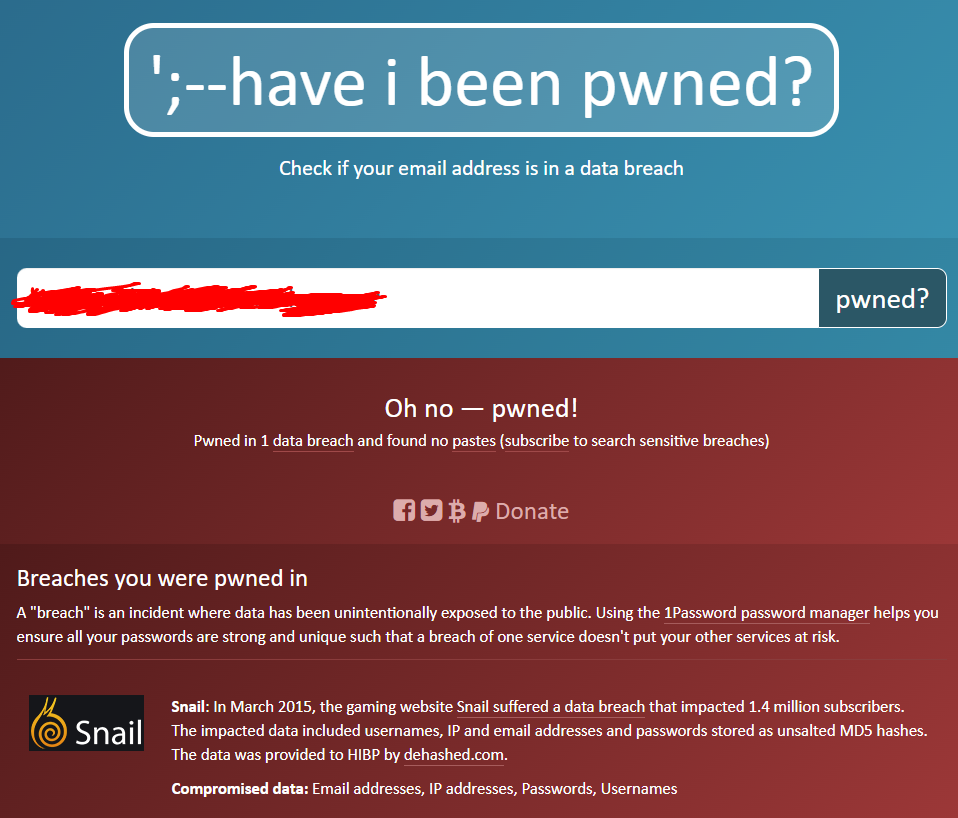 ';--have i been pwned?
Check if your email address is in a data breach
pwned?
Oh no — pwned!
Pwned in 1 data breach and found no pastes (subscribe to search sensitive breaches)
Donate
Breaches you were pwned in
A "breach" is an incident where data has been unintentionally exposed to the public. Using the 1Password password manager helps you
ensure all your passwords are strong and unique such that a breach of one service doesn't put your other services at risk.
Snail
Snail: In March 2015, the gaming website Snail suffered a data breach that impacted 1.4 million subscribers.
The impacted data included usernames, IP and email addresses and passwords stored as unsalted MD5 hashes.
The data was provided to HIBP by dehashed.com.
Compromised data: Email addresses, IP addresses, Passwords, Usernames